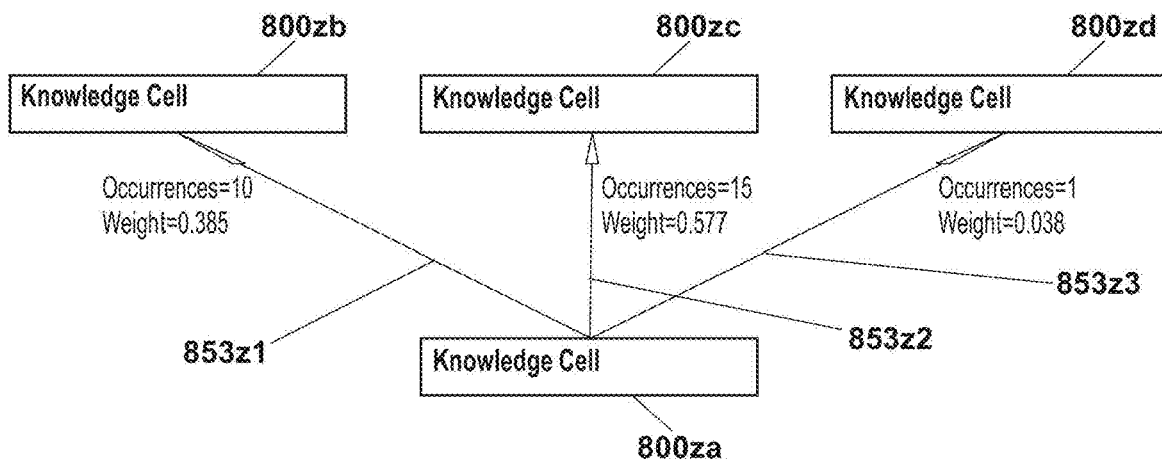 800zb
800zc
800zd
Knowledge Cell
Knowledge Cell
Knowledge Cell
Occurrences=10
Weight=0.385
Occurrences=15
Weight=0.577
Occurrences=1
Weight=0.038
853z1
853z2
853z3
Knowledge Cell
800za